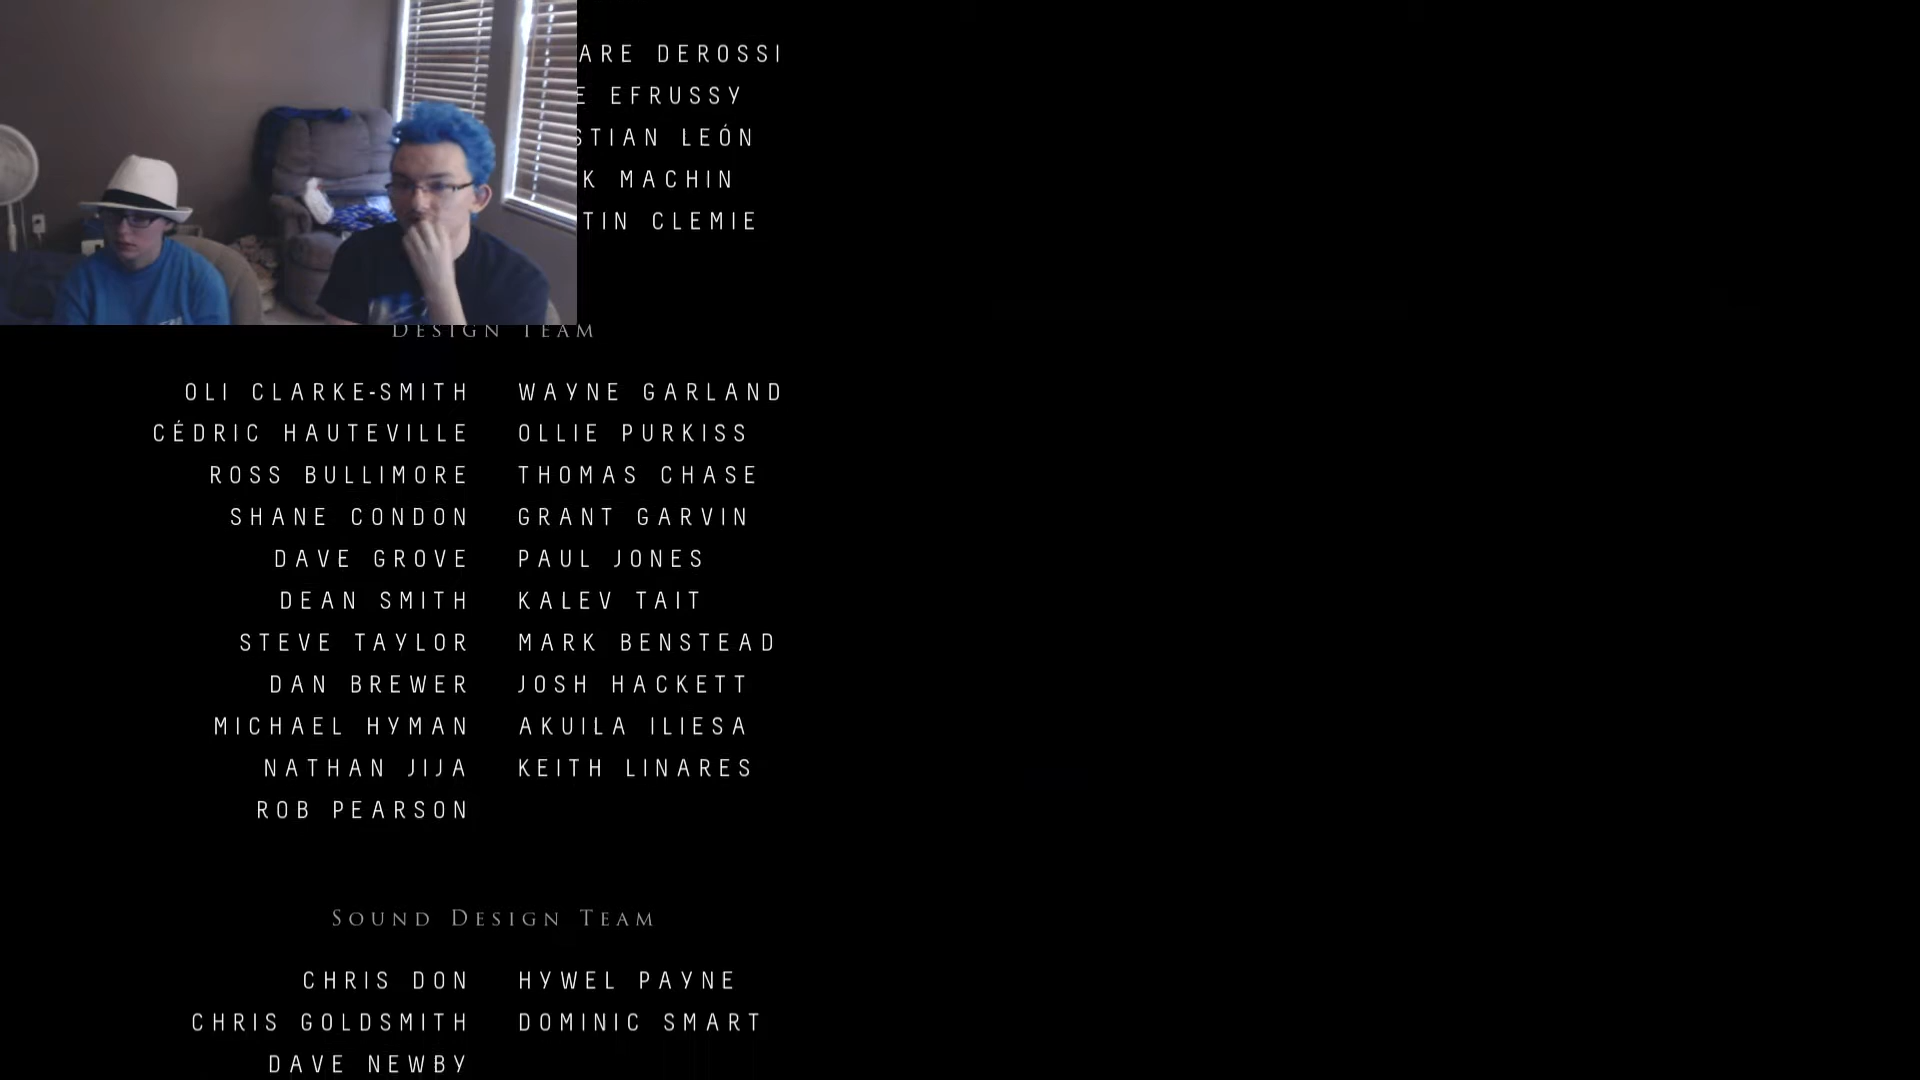 DEROSSI
EFRUSSY
LEÓN
MACHIN
CLEMIE
DESIGN TEAM
OLI CLARKE-SMITH WAYNE GARLAND
CÉDRIC HAUTEVILLE OLLIE PURKISS
ROSS BULLIMORE THOMAS CHASE
SHANE CONDON GRANT GARVIN
DAVE GROVE PAUL JONES
DEAN SMITH KALEV TAIT
STEVE TAYLOR MARK BENSTEAD
DAN BREWER JOSH HACKETT
MICHAEL HYMAN AKUILA ILIESA
NATHAN JIJA KEITH LINARES
ROB PEARSON
SOUND DESIGN TEAM
CHRIS DON HYWEL PAYNE
CHRIS GOLDSMITH DOMINIC SMART
DAVE NEWBY